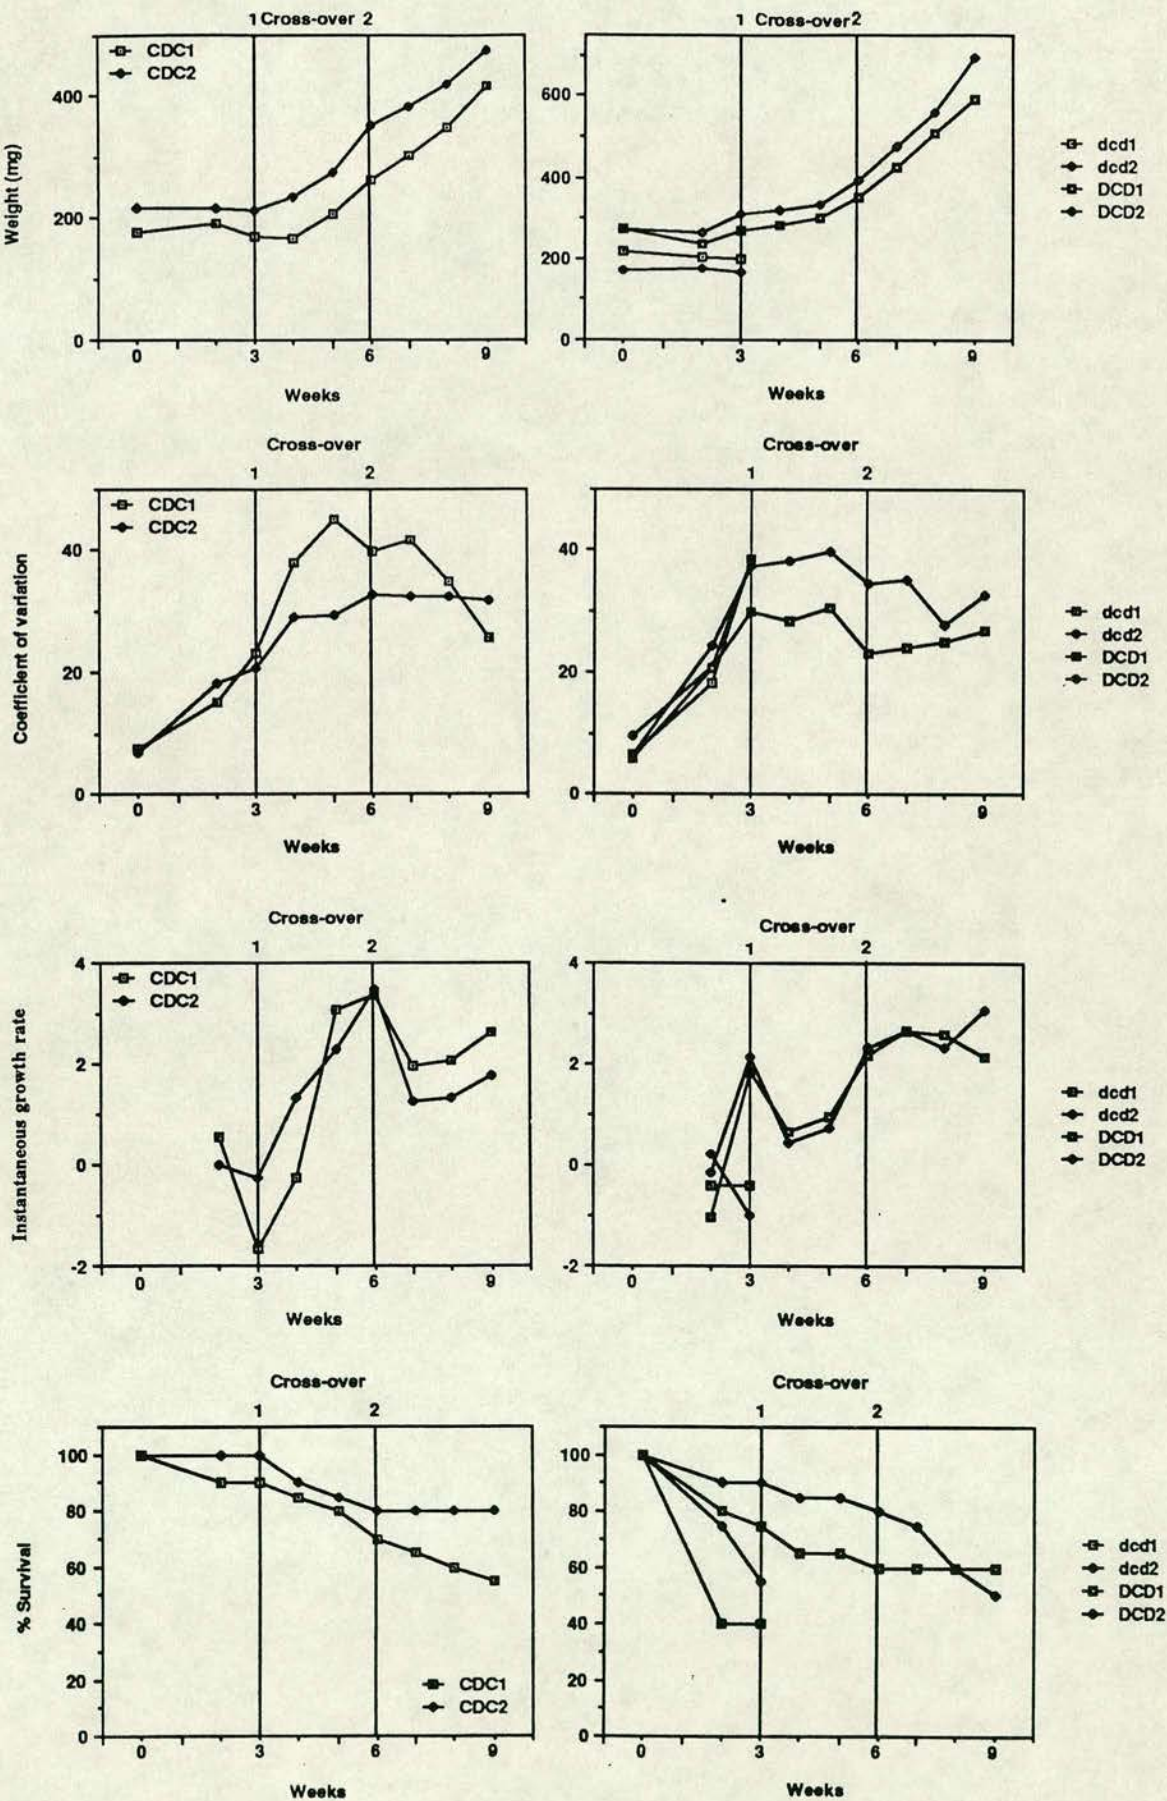 1 Cross-over 2
CDC1
CDC2
400
200
0
0 3 6 9
Weight (mg)
Weeks
1 Cross-over 2
600
400
200
0
0 3 6 9
Weeks
dcd1
dcd2
DCD1
DCD2
Cross-over
1 2
CDC1
CDC2
40
20
0
0 3 6 9
Coefficient of variation
Weeks
Cross-over
1 2
40
20
0
0 3 6 9
Weeks
dcd1
dcd2
DCD1
DCD2
Cross-over
1 2
CDC1
CDC2
4
2
0
-2
0 3 6 9
Instantaneous growth rate
Weeks
Cross-over
1 2
4
2
0
-2
0 3 6 9
Weeks
dcd1
dcd2
DCD1
DCD2
Cross-over
1 2
100
80
60
40
20
0
CDC1
CDC2
0 3 6 9
% Survival
Weeks
Cross-over
1 2
100
80
60
40
20
0
0 3 6 9
Weeks
dcd1
dcd2
DCD1
DCD2